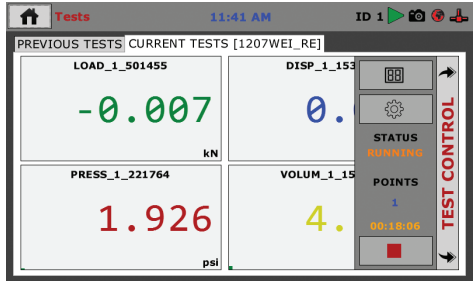 Tests 11:41 AM ID 1
PREVIOUS TESTS CURRENT TESTS [1207WEI_RE]
LOAD_1_501455
-0.007
kN
DISP_1_153
0.
PRESS_1_221764
1.926
psi
VOLUM_1_15
4.
STATUS
RUNNING
POINTS
1
00:18:06
TEST CONTROL